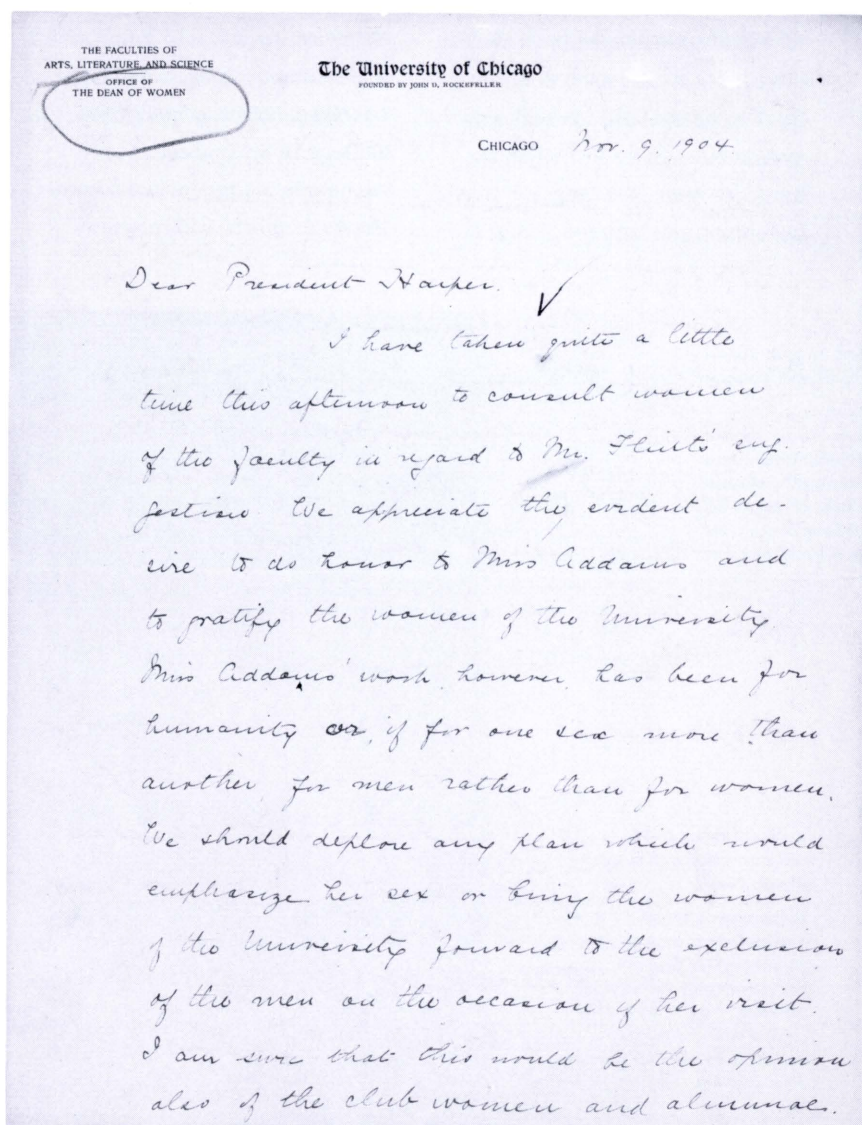 THE FACULTIES OF
ARTS, LITERATURE, AND SCIENCE
OFFICE OF
THE DEAN OF WOMEN
The University of Chicago
FOUNDED BY JOHN D. ROCKEFELLER
CHICAGO Nov. 9, 1904
Dear President Harper.
I have taken quite a little
time this afternoon to consult women
of the faculty in regard to Mr. Flint's sug-
gestion. We appreciate the evident de-
sire to do honor to Miss Addams and
to gratify the women of the University
Miss Addams' work, however, has been for
humanity or, if for one sex more than
another for men rather than for women.
We should deplore any plan which would
emphasize her sex or bring the women
of the University forward to the exclusion
of the men on the occasion of her visit.
I am sure that this would be the opinion
also of the club women and alumnae.